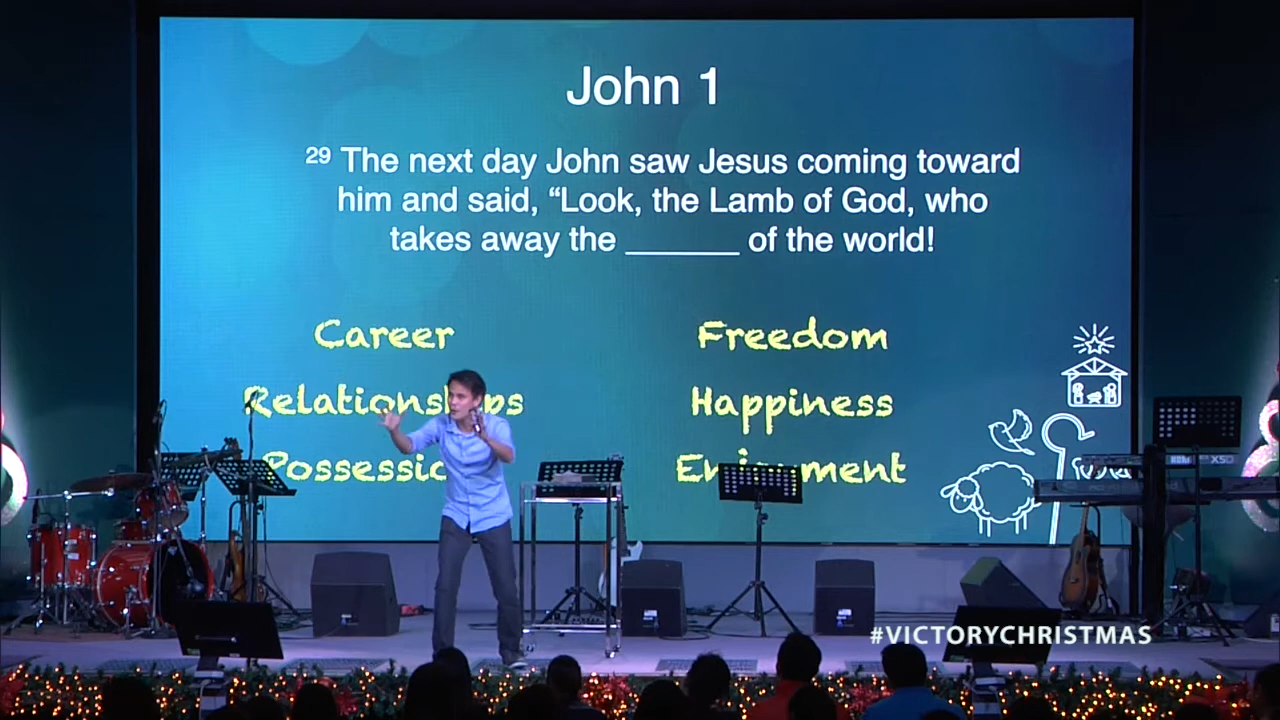 John 1
29 The next day John saw Jesus coming toward
him and said, “Look, the Lamb of God, who
takes away the _______ of the world!
Career Freedom
Happiness
#VICTORYCHRISTMAS